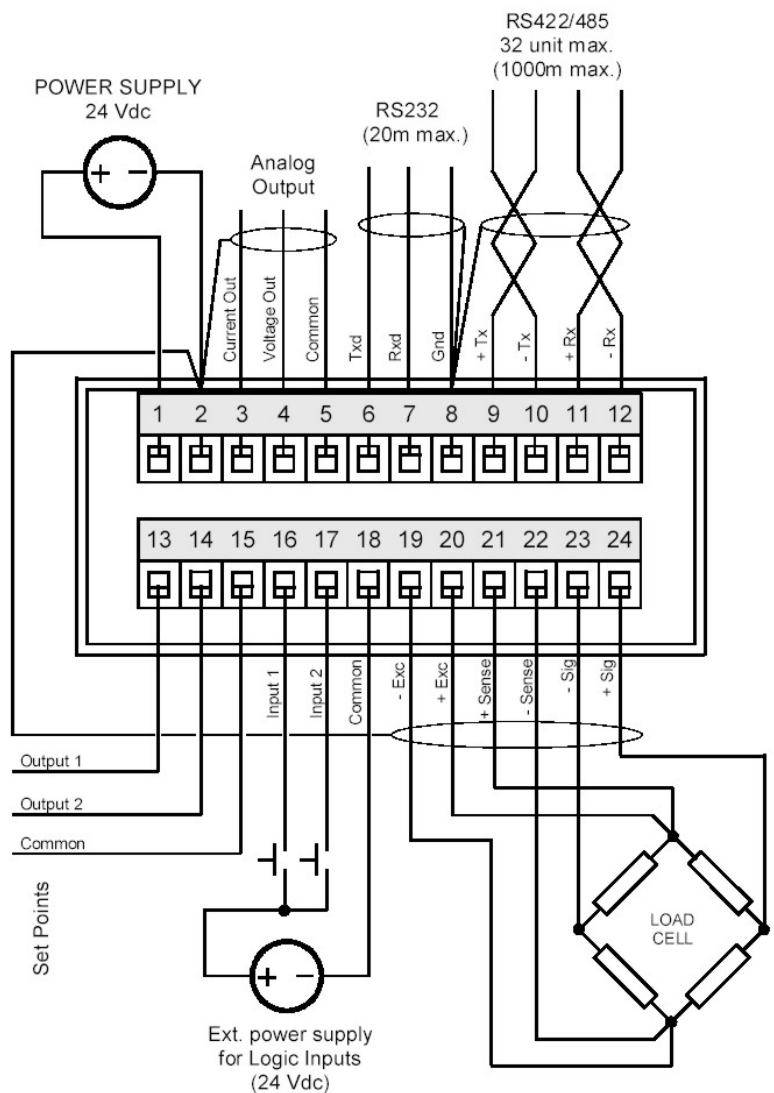 RS422/485
32 unit max.
(1000m max.)
POWER SUPPLY
24 Vdc
RS232
(20m max.)
Analog
Output
+ -
Current Out
Voltage Out
Common
Txd
Rxd
Gnd
+ Tx
- Tx
+ Rx
- Rx
1 2 3 4 5 6 7 8 9 10 11 12
13 14 15 16 17 18 19 20 21 22 23 24
Input 1
Input 2
Common
- Exc
+ Exc
+ Sense
- Sense
- Sig
+ Sig
Output 1
Output 2
Common
Set Points
LOAD
CELL
+ -
Ext. power supply
for Logic Inputs
(24 Vdc)